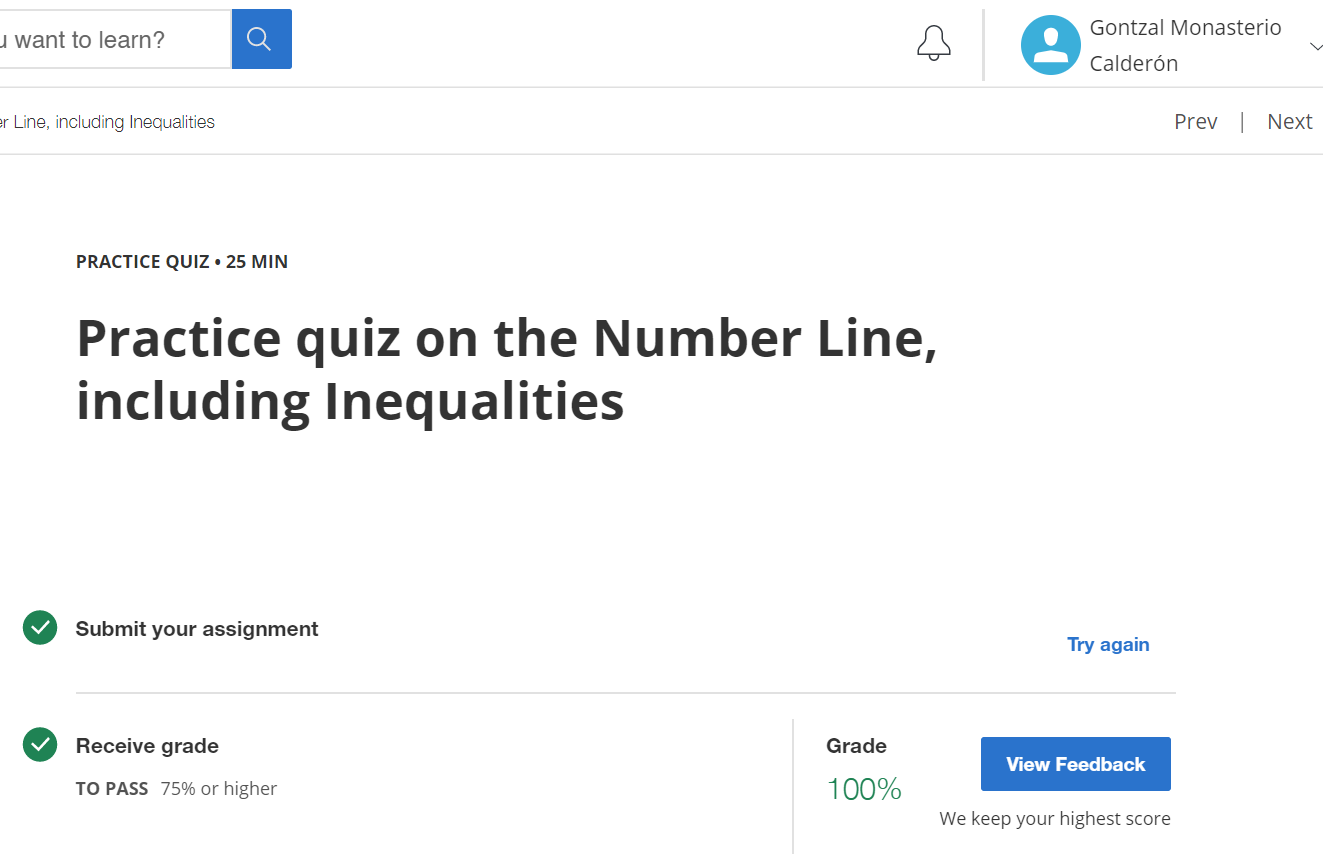 u want to learn?
Gontzal Monasterio
Calderón
er Line, including Inequalities
Prev | Next
PRACTICE QUIZ • 25 MIN
Practice quiz on the Number Line,
including Inequalities
Submit your assignment
Try again
Receive grade
TO PASS 75% or higher
Grade
100%
View Feedback
We keep your highest score